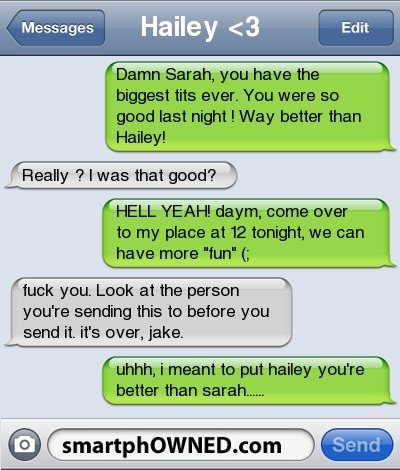 Messages
Hailey <3
Edit
Damn Sarah, you have the
biggest tits ever. You were so
good last night ! Way better than
Hailey!
Really ? I was that good?
HELL YEAH! daym, come over
to my place at 12 tonight, we can
have more "fun" (;
fuck you. Look at the person
you're sending this to before you
send it. it's over, jake.
uhhh, i meant to put hailey you're
better than sarah......
smartphOWNED.com
Send